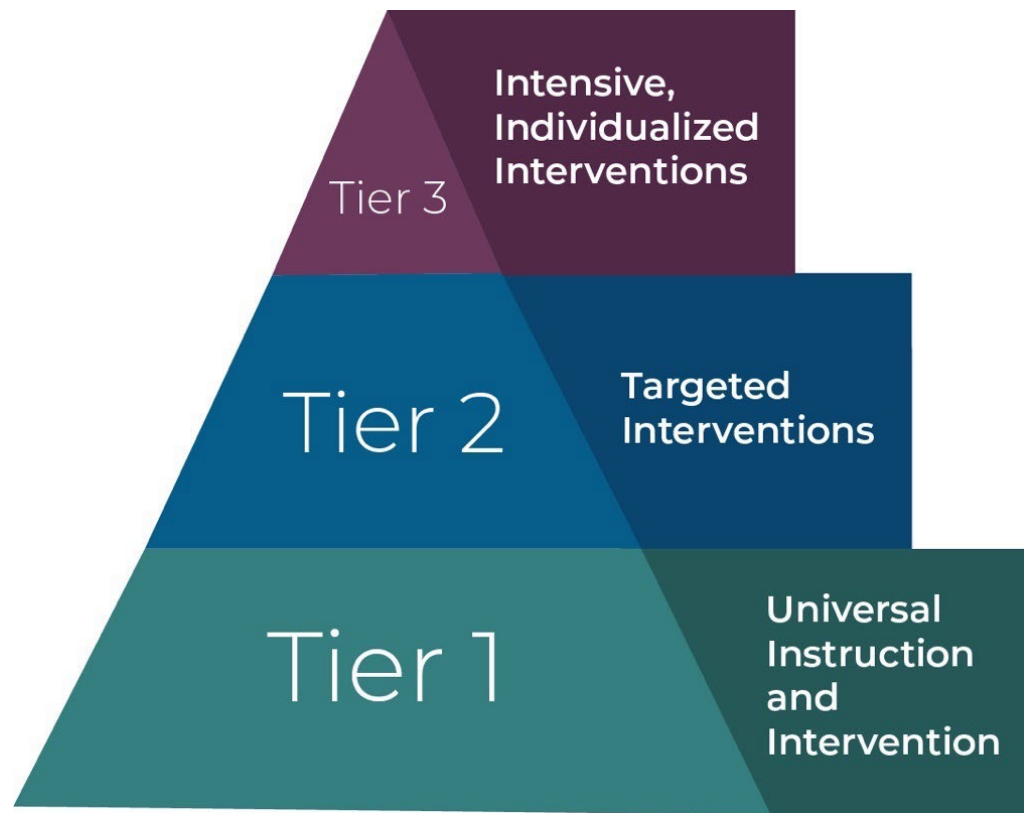 Intensive,
Individualized
Interventions
Tier 3
Targeted
Interventions
Tier 2
Universal
Instruction
and
Intervention
Tier 1